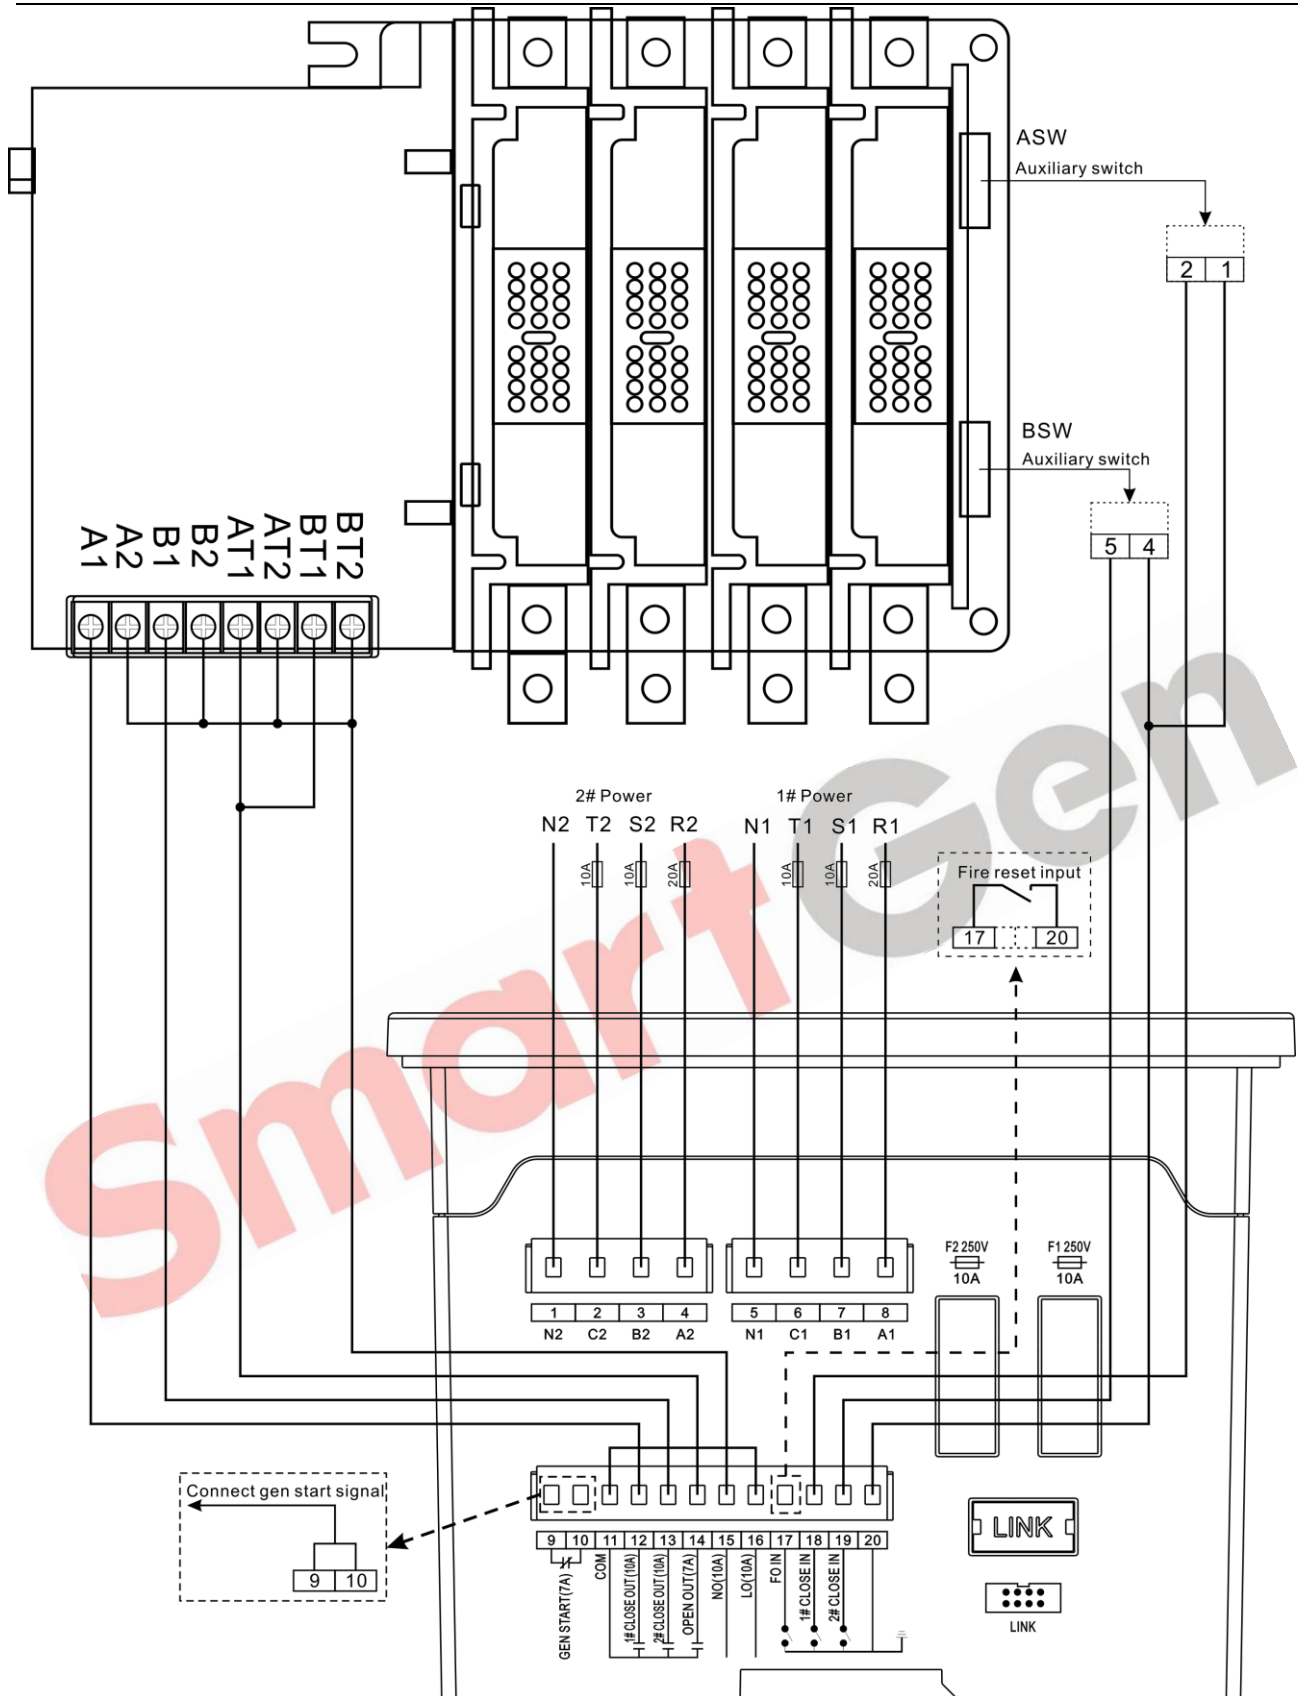 ASW
Auxiliary switch
2 1
BSW
Auxiliary switch
5 4
A1 A2 B1 B2 AT1 AT2 BT1 BT2
2# Power
1# Power
N2 T2 S2 R2
N1 T1 S1 R1
10A 10A 20A
10A 10A 20A
Fire reset input
17 20
SmartGen
F2 250V
10A
F1 250V
10A
1 2 3 4
5 6 7 8
N2 C2 B2 A2
N1 C1 B1 A1
Connect gen start signal
9 10
9 10 11 12 13 14 15 16 17 18 19 20
GEN START(7A)
COM
1# CLOSE OUT(10A)
2# CLOSE OUT(10A)
OPEN OUT(7A)
NO(10A)
LO(10A)
FO IN
1# CLOSE IN
2# CLOSE IN
LINK
LINK